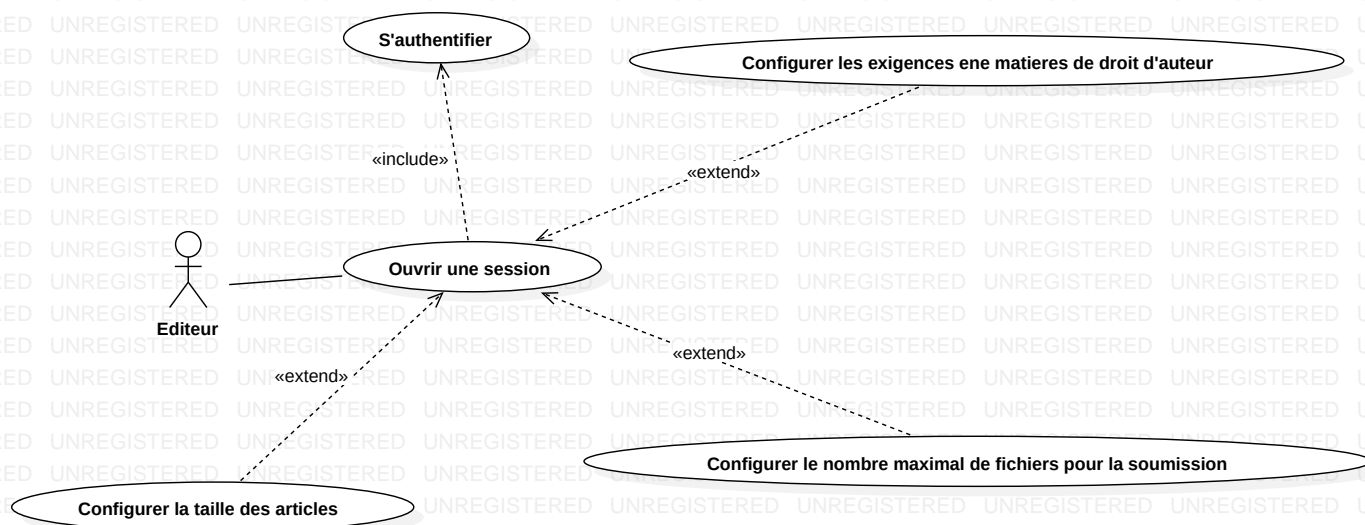 S'authentifier
Configurer les exigences ene matieres de droit d'auteur
«include»
«extend»
Ouvrir une session
Editeur
«extend»
«extend»
Configurer le nombre maximal de fichiers pour la soumission
Configurer la taille des articles
UNREGISTERED